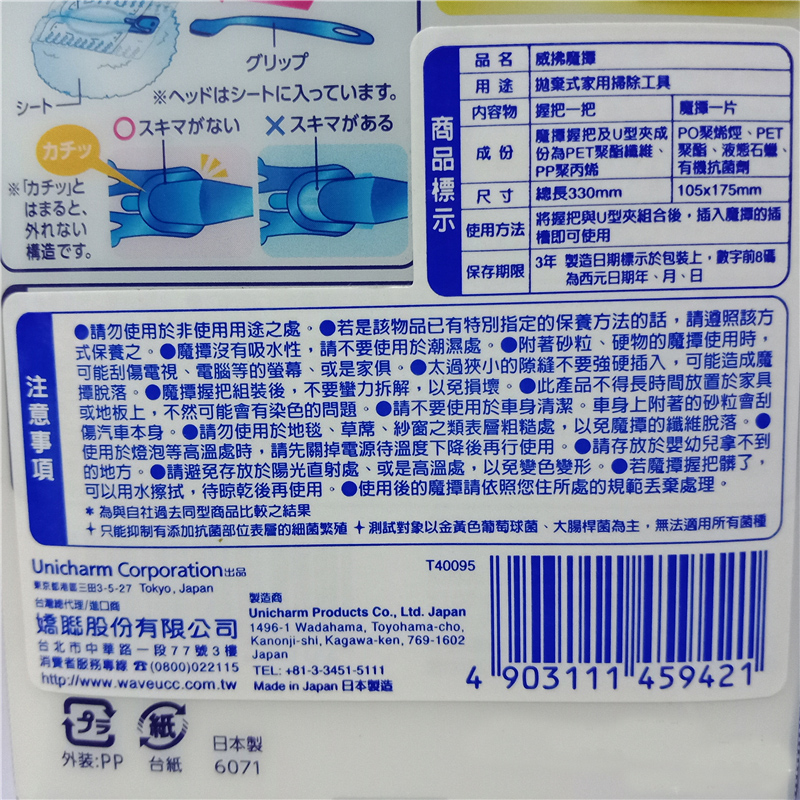 グリップ
シート
※ヘッドはシートに入っています。
○スキマがない ×スキマがある
カチッ
※「カチッ」と
はまると、
外れない
構造です。
商品標示
品名 威拂魔撢
用途 拋棄式家用掃除工具
內容物 握把一把 魔撢一片
成份 魔撢握把及U型夾成份為PET聚酯纖維、PP聚丙烯 PO聚烯烴、PET聚酯、液態石蠟、有機抗菌劑
尺寸 總長330mm 105x175mm
使用方法 將握把與U型夾組合後，插入魔撢的插槽即可使用
保存期限 3年 製造日期標示於包裝上，數字前8碼為西元日期年、月、日
注意事項
●請勿使用於非使用用途之處。●若是該物品已有特別指定的保養方法的話，請遵照該方
式保養之。●魔撢沒有吸水性，請不要使用於潮濕處。●附著砂粒、硬物的魔撢使用時，
可能刮傷電視、電腦等的螢幕、或是家俱。●太過狹小的隙縫不要強硬插入，可能造成魔
撢脫落。●魔撢握把組裝後，不要蠻力拆解，以免損壞。●此產品不得長時間放置於家具
或地板上，不然可能會有染色的問題。●請不要使用於車身清潔。車身上附著的砂粒會刮
傷汽車本身。●請勿使用於地毯、草蓆、紗窗之類表層粗糙處，以免魔撢的纖維脫落。●
使用於燈泡等高溫處時，請先關掉電源待溫度下降後再行使用。●請存放於嬰幼兒拿不到
的地方。●請避免存放於陽光直射處、或是高溫處，以免變色變形。●若魔撢握把髒了，
可以用水擦拭，待晾乾後再使用。●使用後的魔撢請依照您住所處的規範丟棄處理。
＊為與自社過去同型商品比較之結果
＋只能抑制有添加抗菌部位表層的細菌繁殖 ＋測試對象以金黃色葡萄球菌、大腸桿菌為主，無法適用所有菌種
Unicharm Corporation出品
東京都港區三田3-5-27 Tokyo, Japan
台灣總代理/進口商
嬌聯股份有限公司
台北市中華路一段77號3樓
消費者服務專線 ☎(0800)022115
http://www.waveucc.com.tw
製造商
Unicharm Products Co., Ltd. Japan
1496-1 Wadahama, Toyohama-cho,
Kanonji-shi, Kagawa-ken, 769-1602
Japan
TEL: +81-3-3451-5111
Made in Japan 日本製造
T40095
4 903111 459421
プラ
外装:PP
紙
台紙
日本製
6071